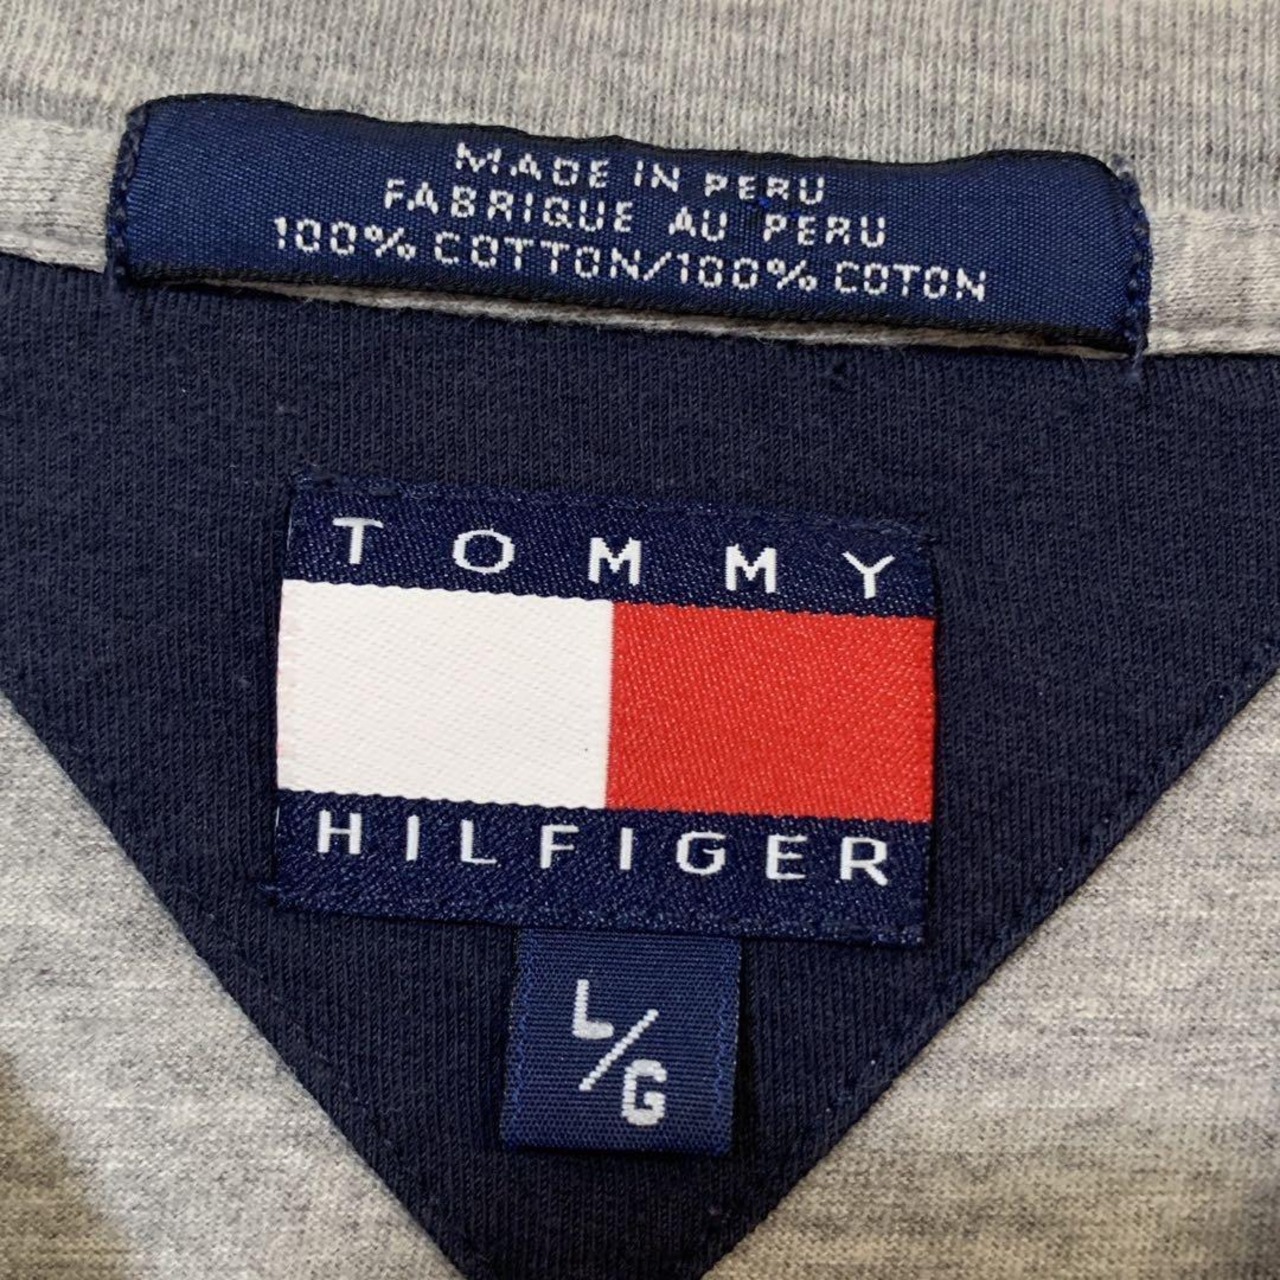 MADE IN PERU
FABRIQUE AU PERU
100% COTTON/100% COTON
TOMMY
HILFIGER
L/G